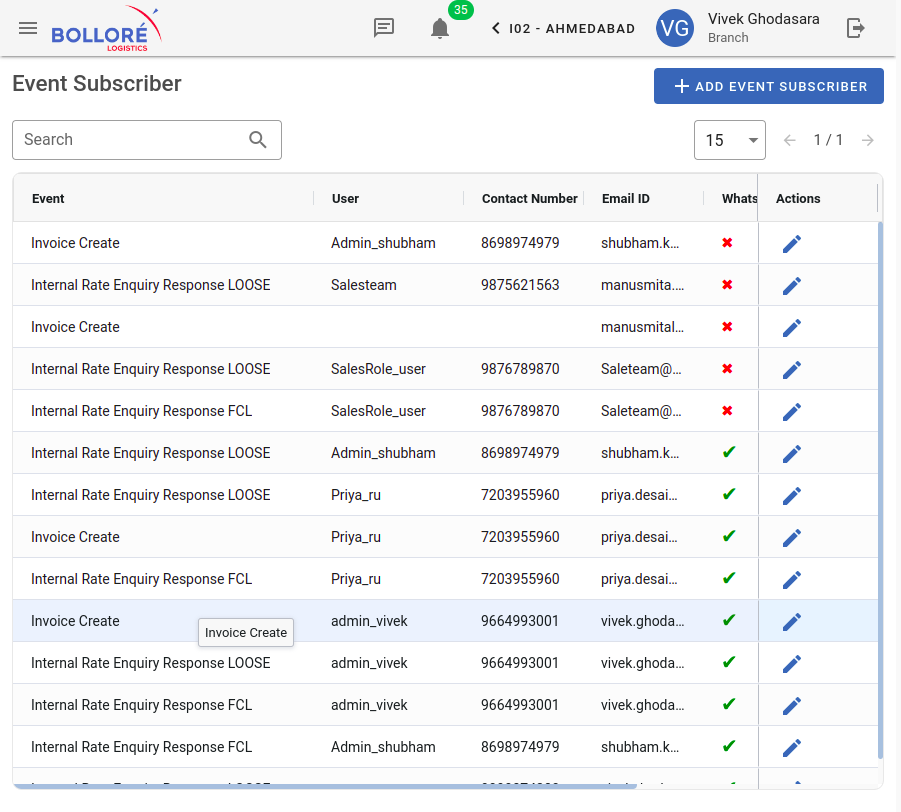 BOLLORÉ
LOGISTICS
35
I02 - AHMEDABAD
VG
Vivek Ghodasara
Branch
Event Subscriber
ADD EVENT SUBSCRIBER
Search
15
1 / 1
Event User Contact Number Email ID Whats Actions
Invoice Create Admin_shubham 8698974979 shubham.k...
Internal Rate Enquiry Response LOOSE Salesteam 9875621563 manusmita....
Invoice Create manusmital...
Internal Rate Enquiry Response LOOSE SalesRole_user 9876789870 Saleteam@...
Internal Rate Enquiry Response FCL SalesRole_user 9876789870 Saleteam@...
Internal Rate Enquiry Response LOOSE Admin_shubham 8698974979 shubham.k...
Internal Rate Enquiry Response LOOSE Priya_ru 7203955960 priya.desai...
Invoice Create Priya_ru 7203955960 priya.desai...
Internal Rate Enquiry Response FCL Priya_ru 7203955960 priya.desai...
Invoice Create admin_vivek 9664993001 vivek.ghoda...
Invoice Create
Internal Rate Enquiry Response LOOSE admin_vivek 9664993001 vivek.ghoda...
Internal Rate Enquiry Response FCL admin_vivek 9664993001 vivek.ghoda...
Internal Rate Enquiry Response FCL Admin_shubham 8698974979 shubham.k...